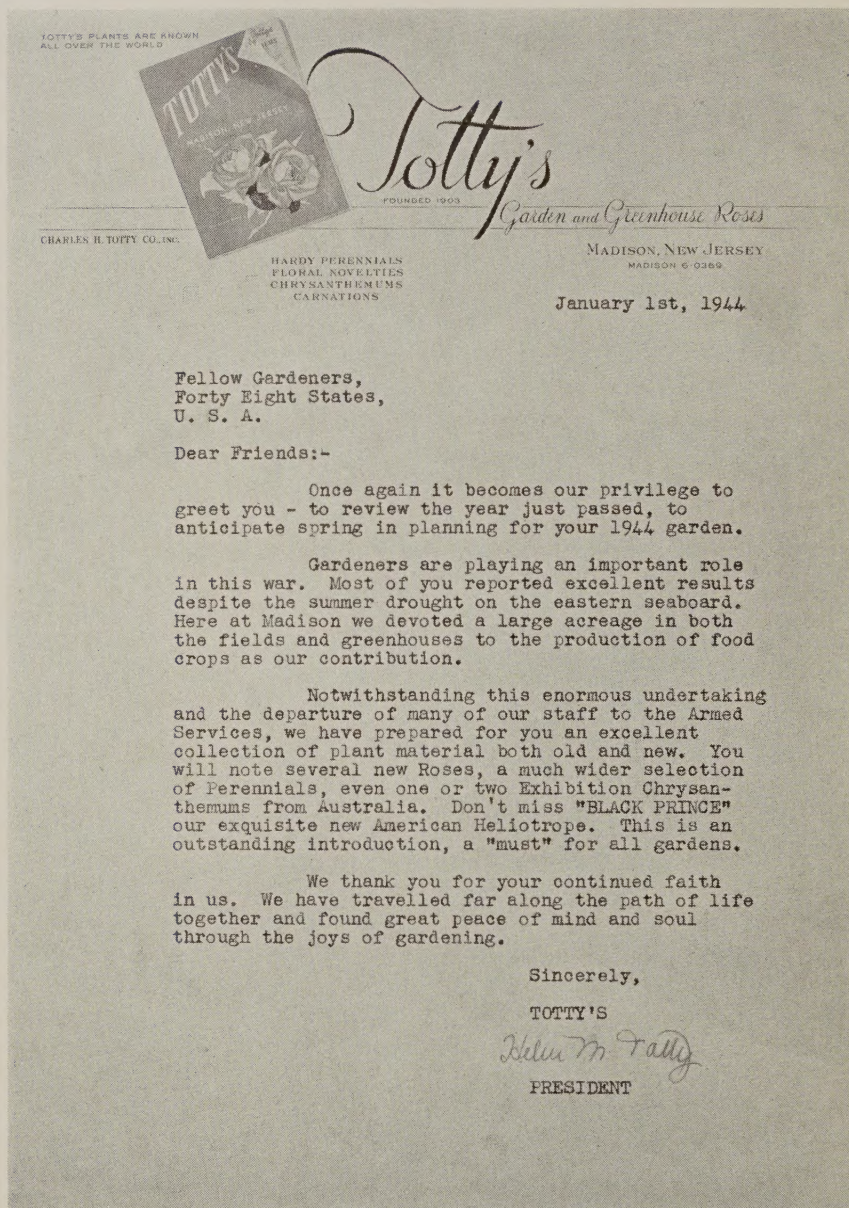 TOTTY'S PLANTS ARE KNOWN
ALL OVER THE WORLD
TOTTY'S
MADISON, NEW JERSEY
Totty's
FOUNDED 1903
Garden and Greenhouse Roses
CHARLES H. TOTTY CO., INC.
HARDY PERENNIALS
FLORAL NOVELTIES
CHRYSANTHEMUMS
CARNATIONS
MADISON, NEW JERSEY
MADISON 6-0369
January 1st, 1944
Fellow Gardeners,
Forty Eight States,
U. S. A.
Dear Friends:-
Once again it becomes our privilege to
greet you - to review the year just passed, to
anticipate spring in planning for your 1944 garden.
Gardeners are playing an important role
in this war. Most of you reported excellent results
despite the summer drought on the eastern seaboard.
Here at Madison we devoted a large acreage in both
the fields and greenhouses to the production of food
crops as our contribution.
Notwithstanding this enormous undertaking
and the departure of many of our staff to the Armed
Services, we have prepared for you an excellent
collection of plant material both old and new. You
will note several new Roses, a much wider selection
of Perennials, even one or two Exhibition Chrysan-
themums from Australia. Don't miss "BLACK PRINCE"
our exquisite new American Heliotrope. This is an
outstanding introduction, a "must" for all gardens.
We thank you for your continued faith
in us. We have travelled far along the path of life
together and found great peace of mind and soul
through the joys of gardening.
Sincerely,
TOTTY'S
Helen M Totty
PRESIDENT